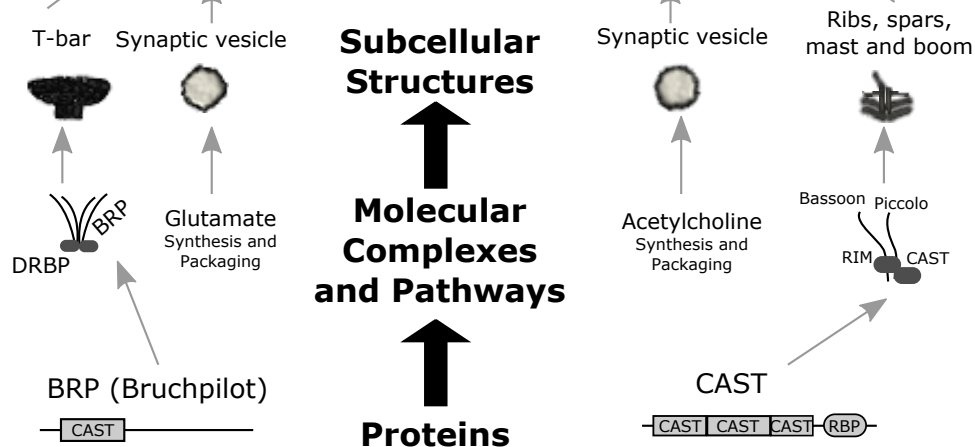 T-bar
Synaptic vesicle
Subcellular
Structures
Synaptic vesicle
Ribs, spars,
mast and boom
BRP
DRBP
Glutamate
Synthesis and
Packaging
Molecular
Complexes
and Pathways
Acetylcholine
Synthesis and
Packaging
Bassoon
Piccolo
RIM
CAST
BRP (Bruchpilot)
CAST
Proteins
CAST
CAST
CAST
CAST
RBP